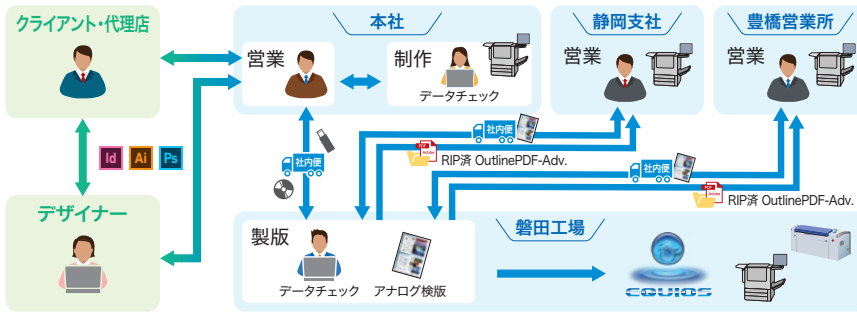 クライアント・代理店
Id
Ai
Ps
デザイナー
本社
営業
制作
データチェック
静岡支社
営業
豊橋営業所
営業
社内便
社内便
PDF
Adobe
RIP済 OutlinePDF-Adv.
社内便
PDF
Adobe
RIP済 OutlinePDF-Adv.
磐田工場
製版
データチェック
アナログ検版
EQUIOS